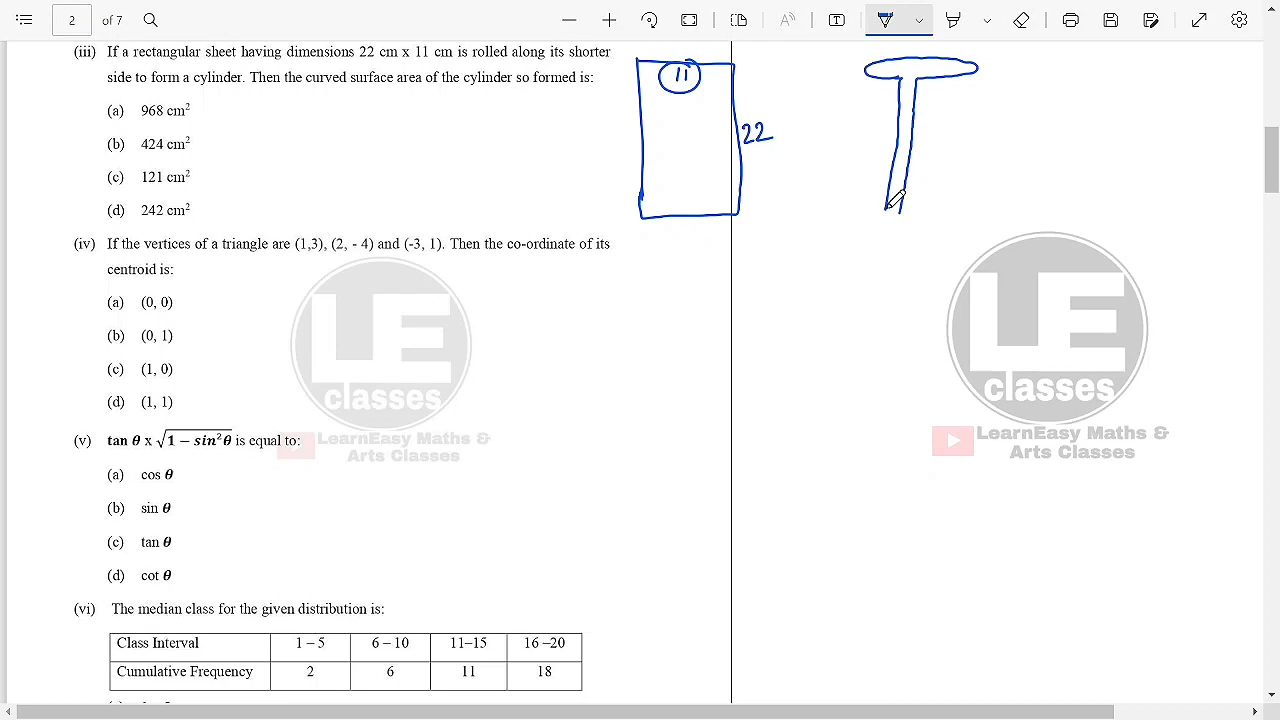 2 of 7
(iii) If a rectangular sheet having dimensions 22 cm x 11 cm is rolled along its shorter
side to form a cylinder. Then the curved surface area of the cylinder so formed is:
(a) 968 cm²
(b) 424 cm²
(c) 121 cm²
(d) 242 cm²
11
22
(iv) If the vertices of a triangle are (1,3), (2, - 4) and (-3, 1). Then the co-ordinate of its
centroid is:
(a) (0, 0)
(b) (0, 1)
(c) (1, 0)
(d) (1, 1)
LE
classes
LearnEasy Maths &
Arts Classes
LE
classes
LearnEasy Maths &
Arts Classes
(v) tan θ x √1 − sin²θ is equal to:
(a) cos θ
(b) sin θ
(c) tan θ
(d) cot θ
(vi) The median class for the given distribution is:
Class Interval 1 – 5 6 – 10 11–15 16 –20
Cumulative Frequency 2 6 11 18